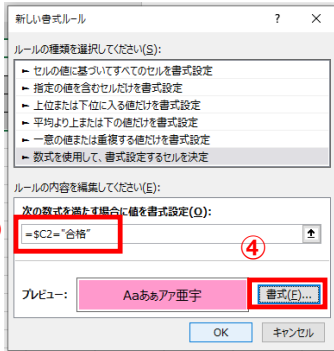 新しい書式ルール ? ×
ルールの種類を選択してください(S):
► セルの値に基づいてすべてのセルを書式設定
► 指定の値を含むセルだけを書式設定
► 上位または下位に入る値だけを書式設定
► 平均より上または下の値だけを書式設定
► 一意の値または重複する値だけを書式設定
► 数式を使用して、書式設定するセルを決定
ルールの内容を編集してください(E):
次の数式を満たす場合に値を書式設定(O):
=$C2="合格"
④
プレビュー: Aaあぁアァ亜宇 書式(F)...
OK キャンセル